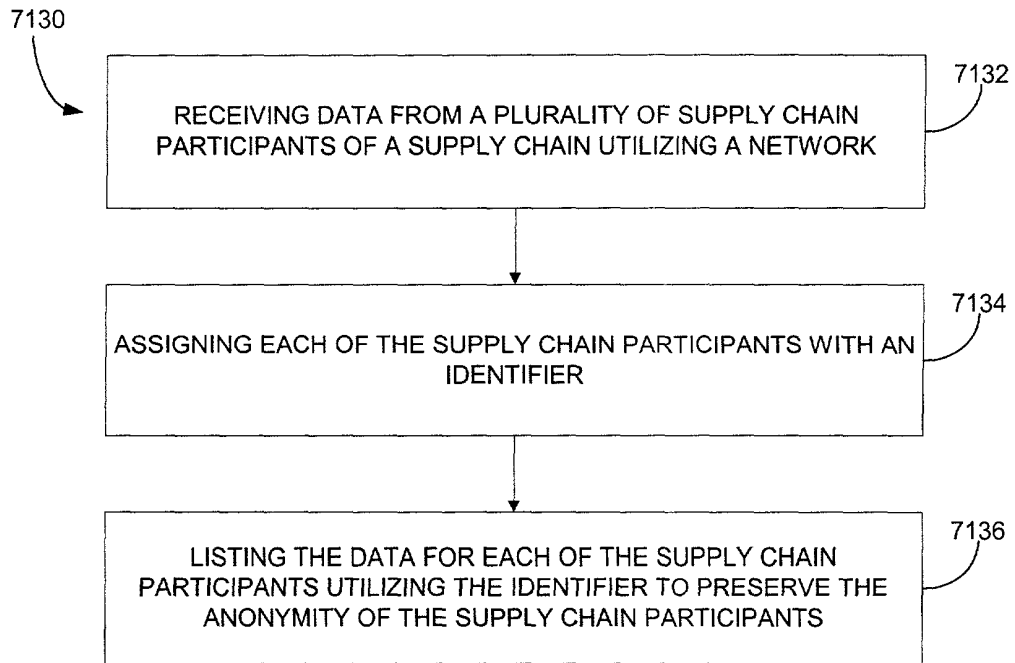 7130
7132
RECEIVING DATA FROM A PLURALITY OF SUPPLY CHAIN
PARTICIPANTS OF A SUPPLY CHAIN UTILIZING A NETWORK
7134
ASSIGNING EACH OF THE SUPPLY CHAIN PARTICIPANTS WITH AN
IDENTIFIER
7136
LISTING THE DATA FOR EACH OF THE SUPPLY CHAIN
PARTICIPANTS UTILIZING THE IDENTIFIER TO PRESERVE THE
ANONYMITY OF THE SUPPLY CHAIN PARTICIPANTS